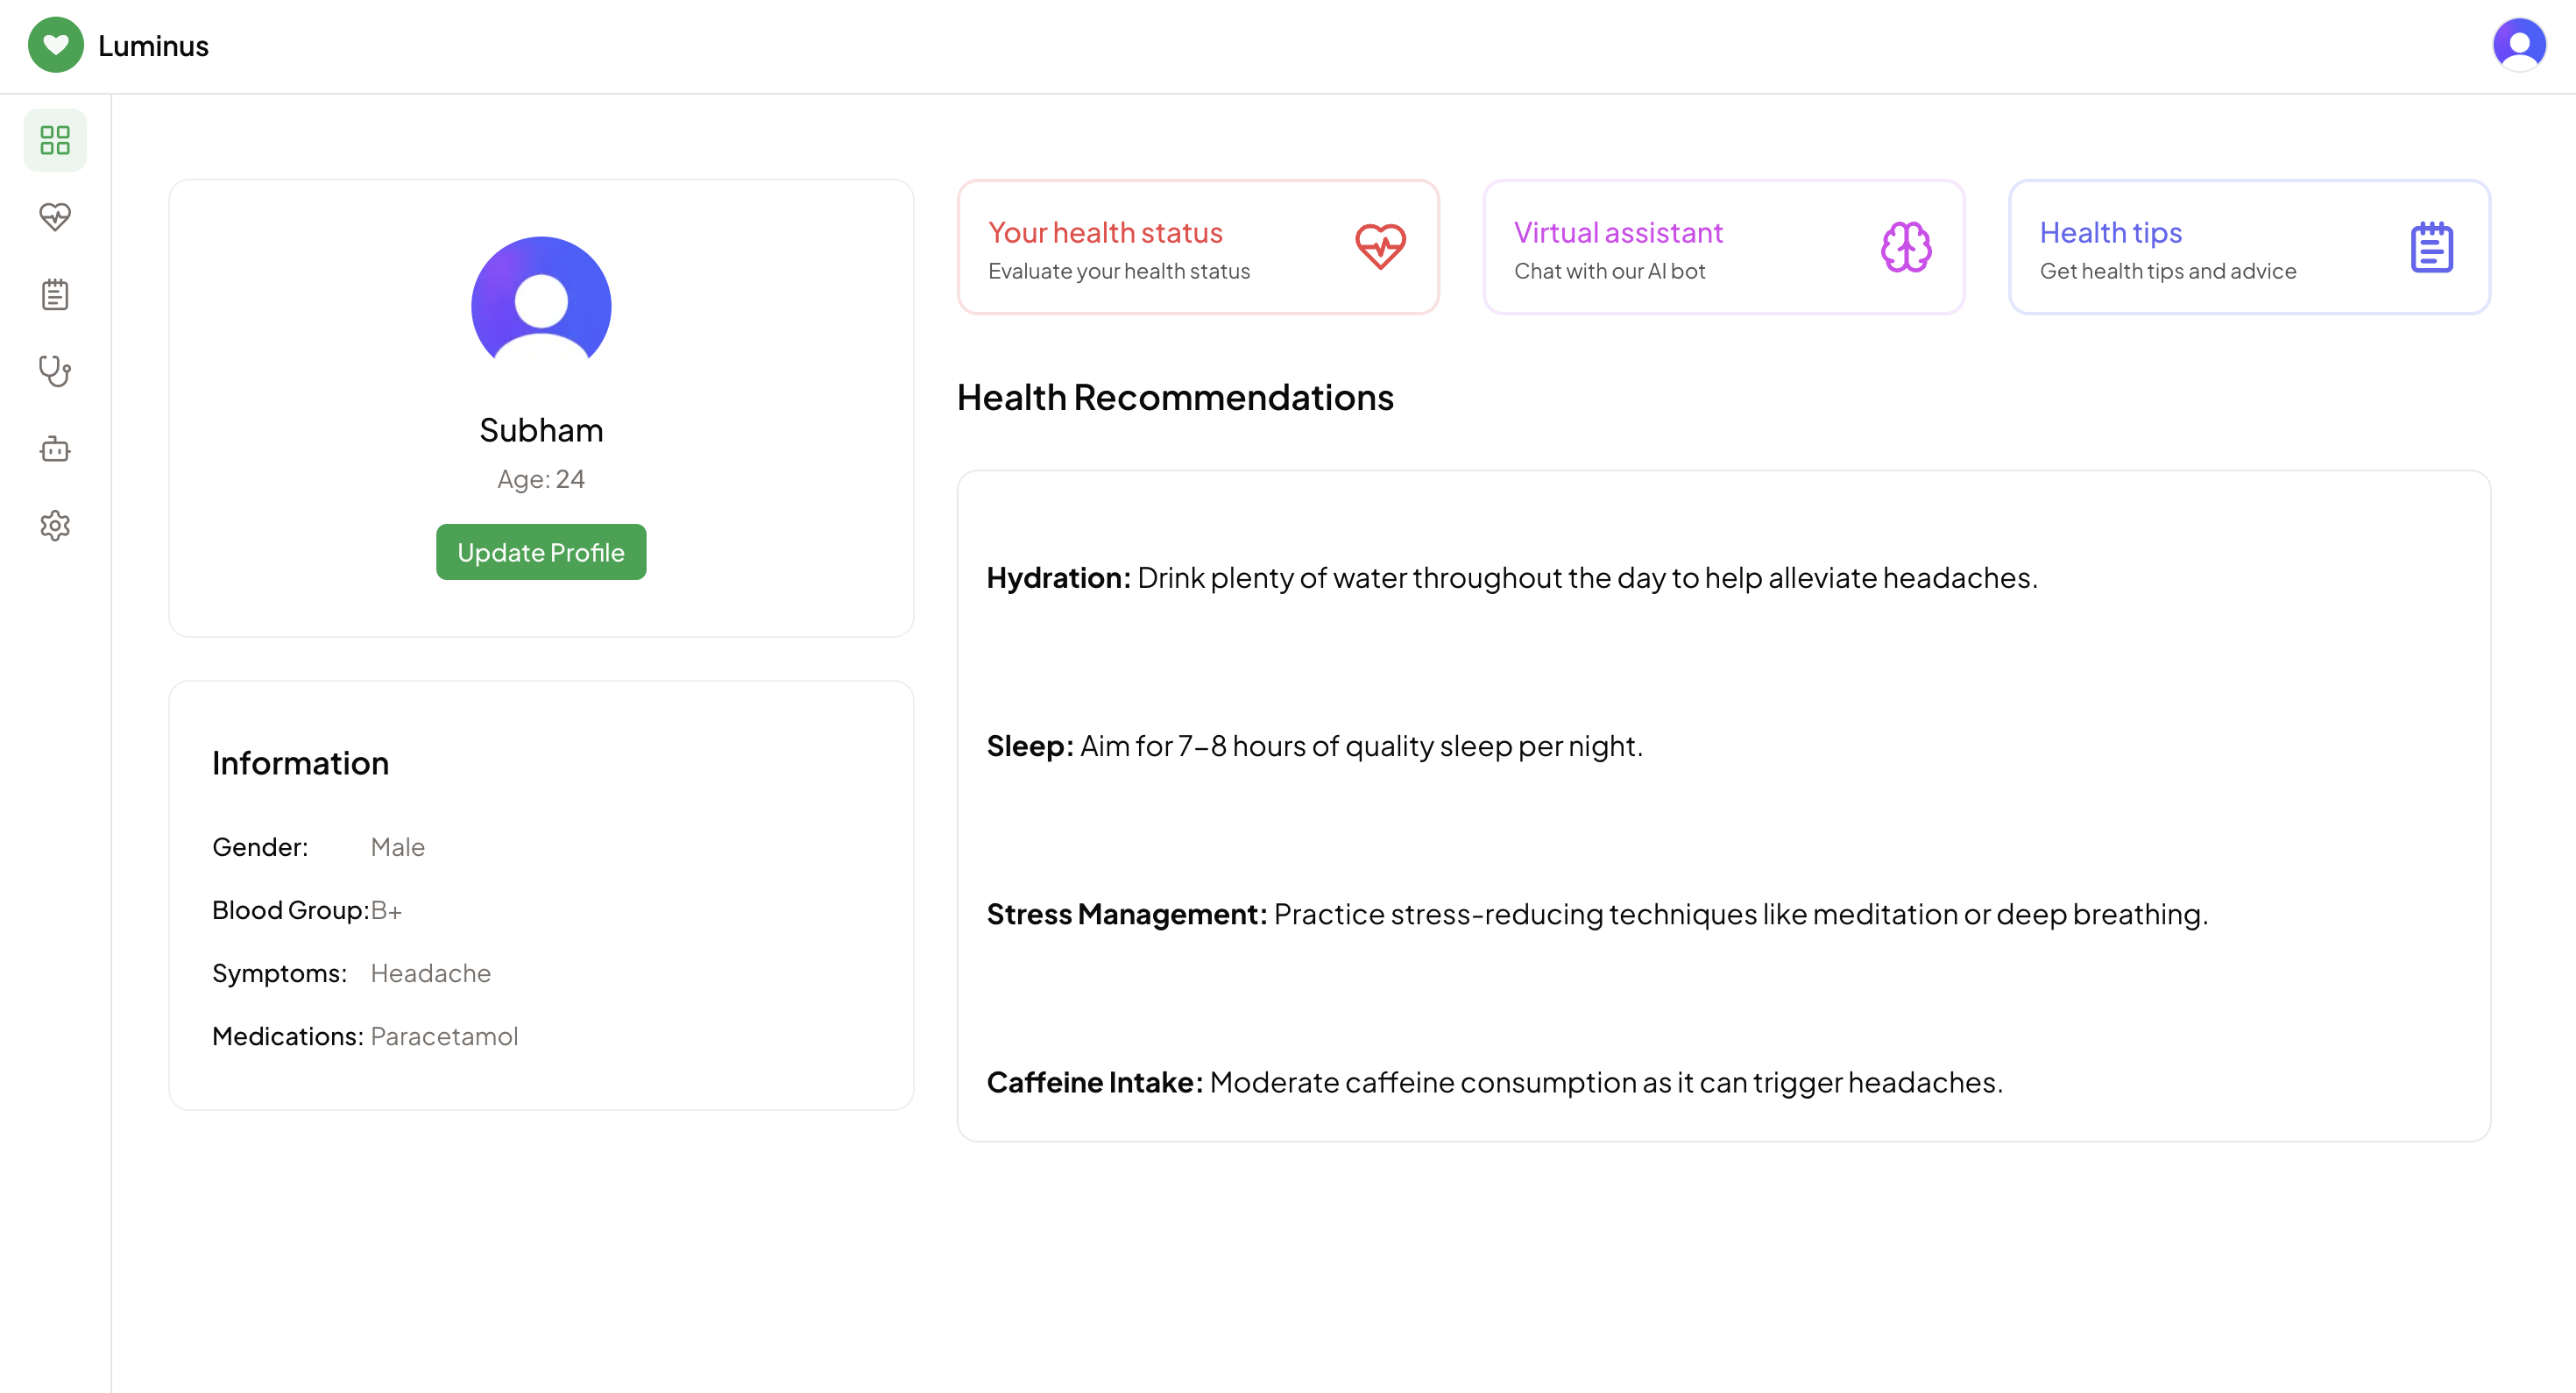 Luminus
Subham
Age: 24
Update Profile
Information
Gender: Male
Blood Group: B+
Symptoms: Headache
Medications: Paracetamol
Your health status
Evaluate your health status
Virtual assistant
Chat with our AI bot
Health tips
Get health tips and advice
Health Recommendations
Hydration: Drink plenty of water throughout the day to help alleviate headaches.
Sleep: Aim for 7–8 hours of quality sleep per night.
Stress Management: Practice stress-reducing techniques like meditation or deep breathing.
Caffeine Intake: Moderate caffeine consumption as it can trigger headaches.